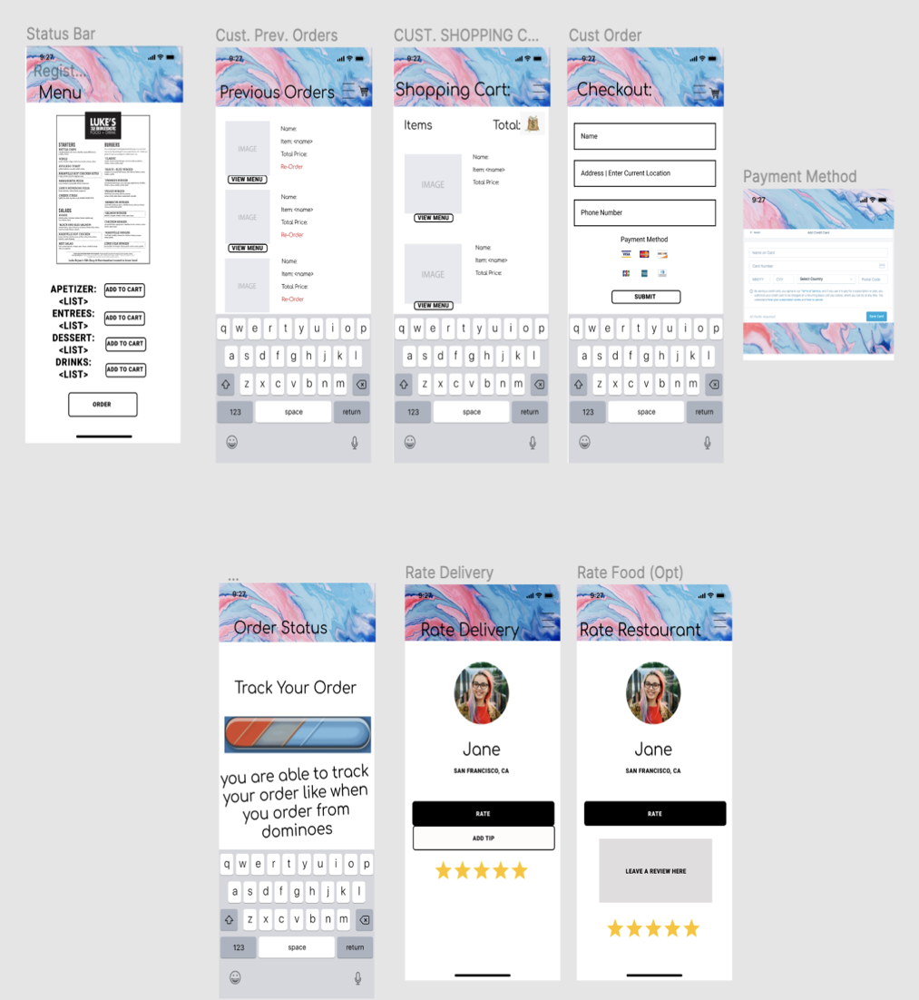 Status Bar
9:27
Regist...
Menu
LUKE'S
FOOD + DRINK
STARTERS
BURGERS
SALADS
APETIZER:
<LIST>
ADD TO CART
ENTREES:
<LIST>
ADD TO CART
DESSERT:
<LIST>
ADD TO CART
DRINKS:
<LIST>
ADD TO CART
ORDER
Cust. Prev. Orders
9:27
Previous Orders
IMAGE
Name:
Item: <name>
Total Price:
Re-Order
VIEW MENU
IMAGE
Name:
Item: <name>
Total Price:
Re-Order
VIEW MENU
IMAGE
Name:
Item: <name>
Total Price:
Re-Order
q w e r t y u i o p
a s d f g h j k l
z x c v b n m
123 space return
CUST. SHOPPING C...
9:27
Shopping Cart:
Items Total:
IMAGE
Name:
Item: <name>
Total Price:
VIEW MENU
IMAGE
Name:
Item: <name>
Total Price:
VIEW MENU
q w e r t y u i o p
a s d f g h j k l
z x c v b n m
123 space return
Cust Order
9:27
Checkout:
Name
Address | Enter Current Location
Phone Number
Payment Method
VISA
SUBMIT
q w e r t y u i o p
a s d f g h j k l
z x c v b n m
123 space return
Payment Method
9:27
Add Credit Card
Name on Card
Card Number
MM/YY CVV Select Country Postal Code
Save Card
...
9:27
Order Status
Track Your Order
you are able to track
your order like when
you order from
dominoes
q w e r t y u i o p
a s d f g h j k l
z x c v b n m
123 space return
Rate Delivery
9:27
Rate Delivery
Jane
SAN FRANCISCO, CA
RATE
ADD TIP
Rate Food (Opt)
9:27
Rate Restaurant
Jane
SAN FRANCISCO, CA
RATE
LEAVE A REVIEW HERE